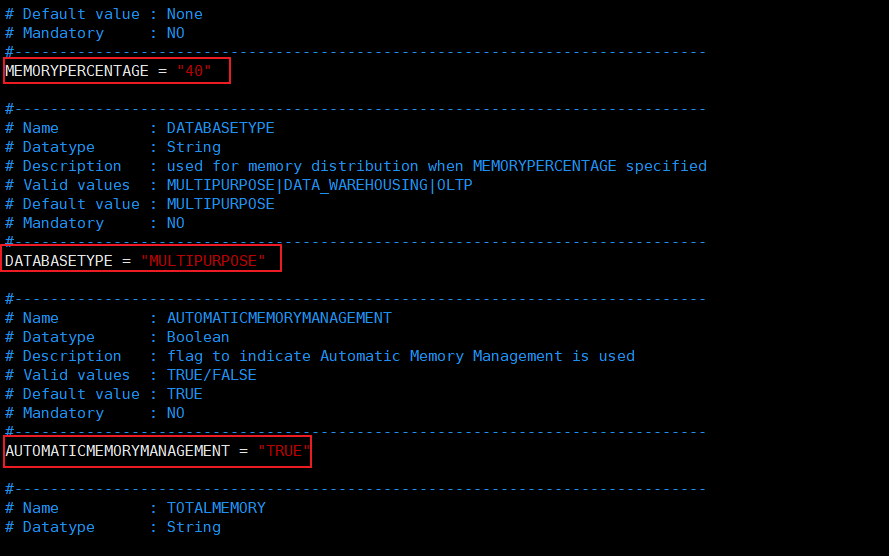 # Default value : None
# Mandatory     : NO
#-----------------------------------------------------------------------------
MEMORYPERCENTAGE = "40"
#-----------------------------------------------------------------------------
# Name          : DATABASETYPE
# Datatype      : String
# Description   : used for memory distribution when MEMORYPERCENTAGE specified
# Valid values  : MULTIPURPOSE|DATA_WAREHOUSING|OLTP
# Default value : MULTIPURPOSE
# Mandatory     : NO
#-----------------------------------------------------------------------------
DATABASETYPE = "MULTIPURPOSE"
#-----------------------------------------------------------------------------
# Name          : AUTOMATICMEMORYMANAGEMENT
# Datatype      : Boolean
# Description   : flag to indicate Automatic Memory Management is used
# Valid values  : TRUE/FALSE
# Default value : TRUE
# Mandatory     : NO
#-----------------------------------------------------------------------------
AUTOMATICMEMORYMANAGEMENT = "TRUE"
#-----------------------------------------------------------------------------
# Name          : TOTALMEMORY
# Datatype      : String